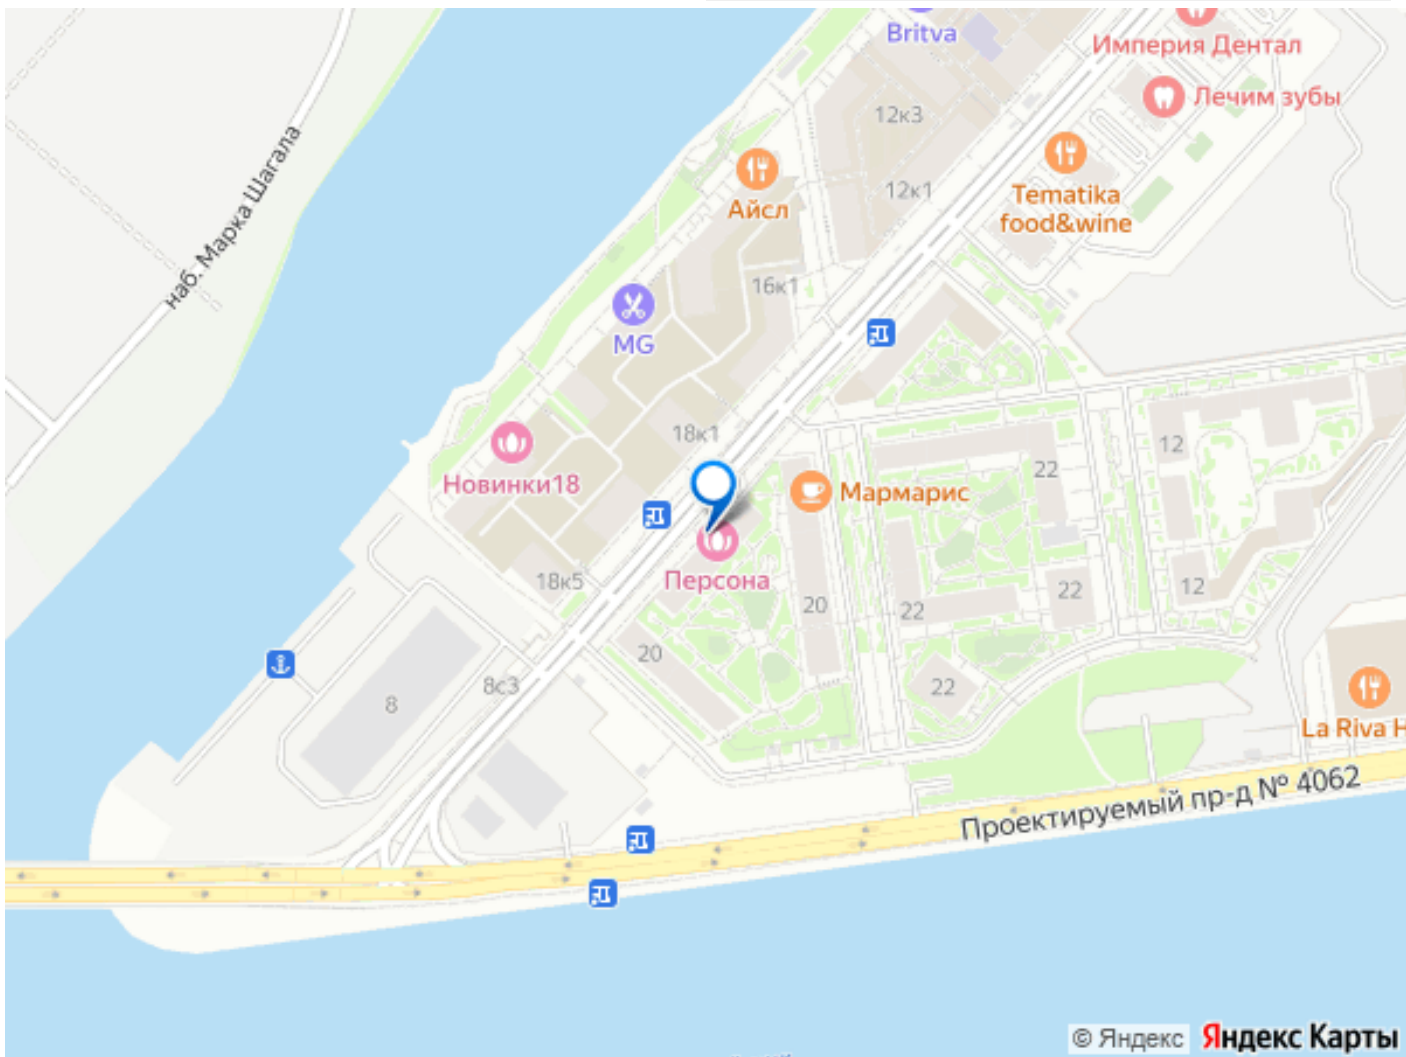 Britva
Империя Дентал
Лечим зубы
12к3
наб. Марка Шагала
Айсл
12к1
Tematika
food&wine
16к1
MG
18к1
12
Новинки18
22
Мармарис
18к5
Персона
20
22
22
12
20
8с3
8
22
La Riva H
Проектируемый пр-д № 4062
© Яндекс
Яндекс Карты